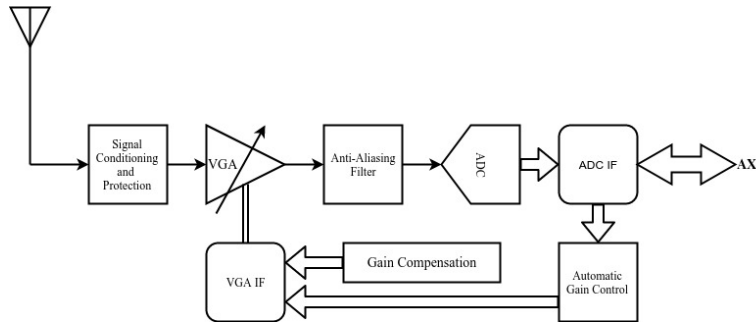 Signal
Conditioning
and
Protection
VGA
Anti-Aliasing
Filter
ADC
ADC IF
AX
VGA IF
Gain Compensation
Automatic
Gain Control